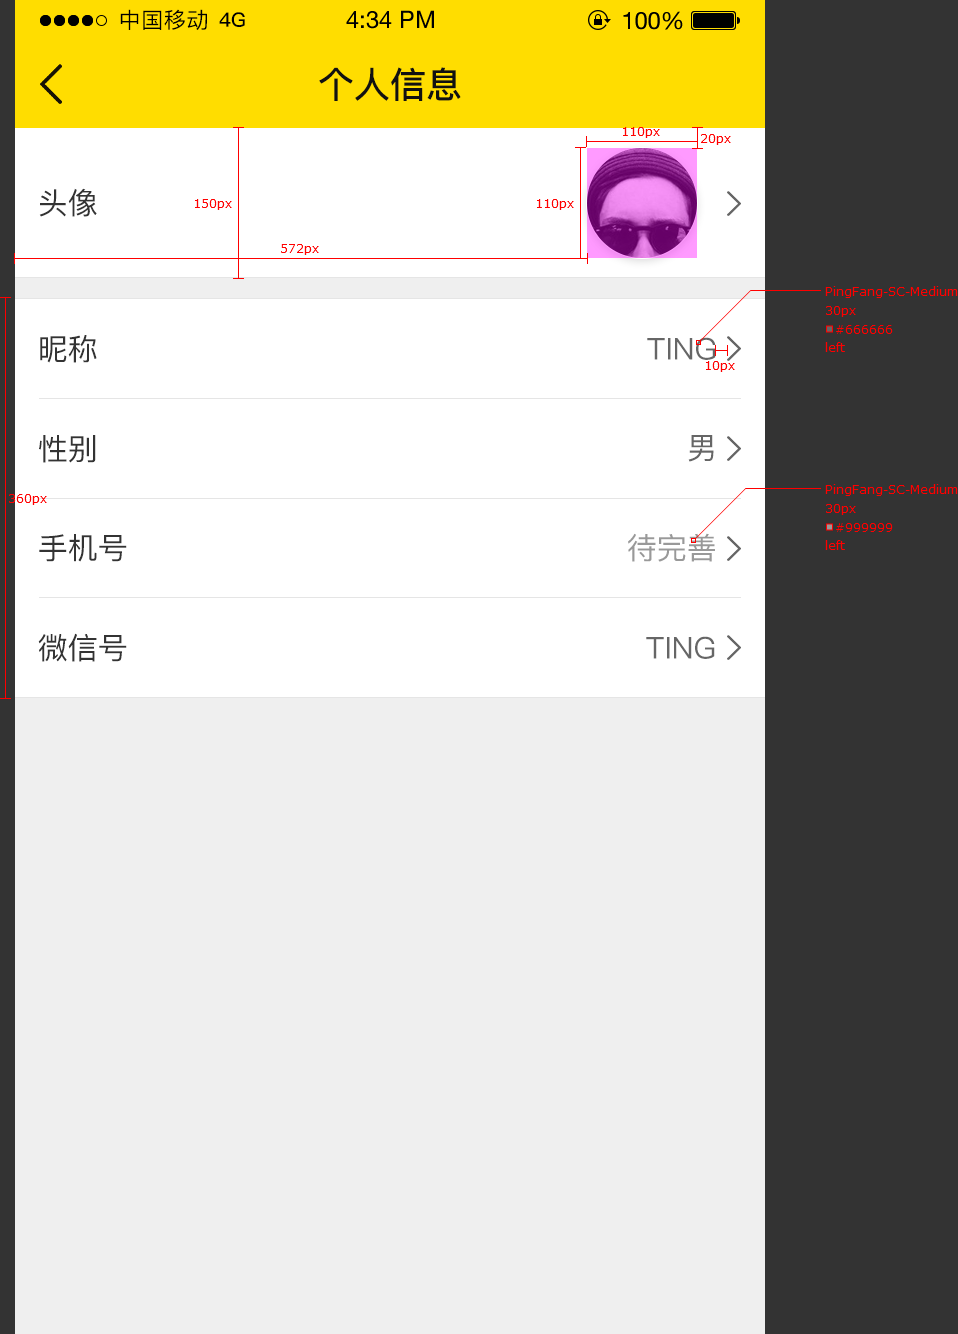 中国移动 4G 4:34 PM 100%
个人信息
110px
20px
头像
150px
110px
572px
PingFang-SC-Medium
30px
#666666
left
昵称 TING
10px
性别 男
360px
PingFang-SC-Medium
30px
#999999
left
手机号 待完善
微信号 TING